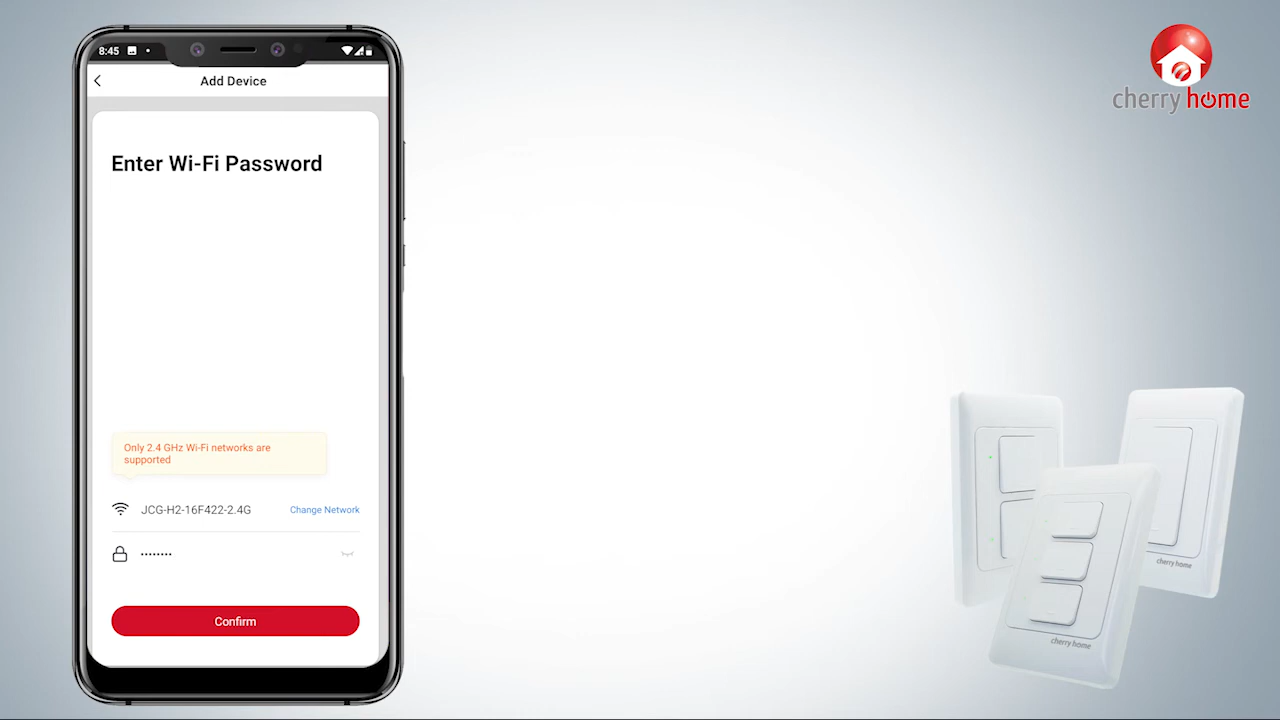 8:45
Add Device
Enter Wi-Fi Password
Only 2.4 GHz Wi-Fi networks are
supported
JCG-H2-16F422-2.4G
Change Network
••••••••
Confirm
cherry home
cherry home
cherry home